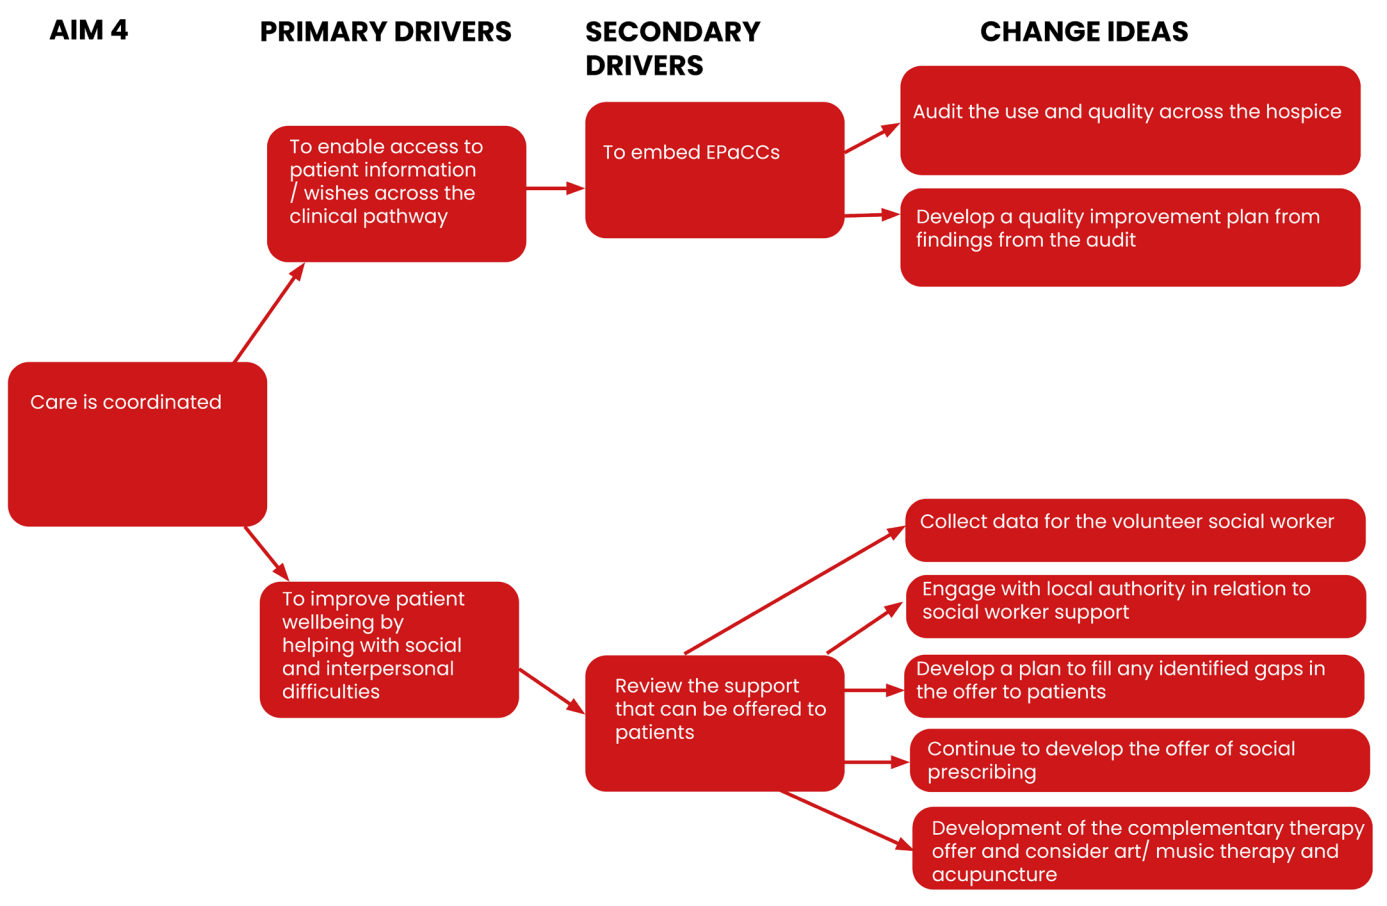 AIM 4
PRIMARY DRIVERS
SECONDARY
DRIVERS
CHANGE IDEAS
Care is coordinated
To enable access to
patient information
/ wishes across the
clinical pathway
To embed EPaCCs
Audit the use and quality across the hospice
Develop a quality improvement plan from
findings from the audit
To improve patient
wellbeing by
helping with social
and interpersonal
difficulties
Review the support
that can be offered to
patients
Collect data for the volunteer social worker
Engage with local authority in relation to
social worker support
Develop a plan to fill any identified gaps in
the offer to patients
Continue to develop the offer of social
prescribing
Development of the complementary therapy
offer and consider art/ music therapy and
acupuncture